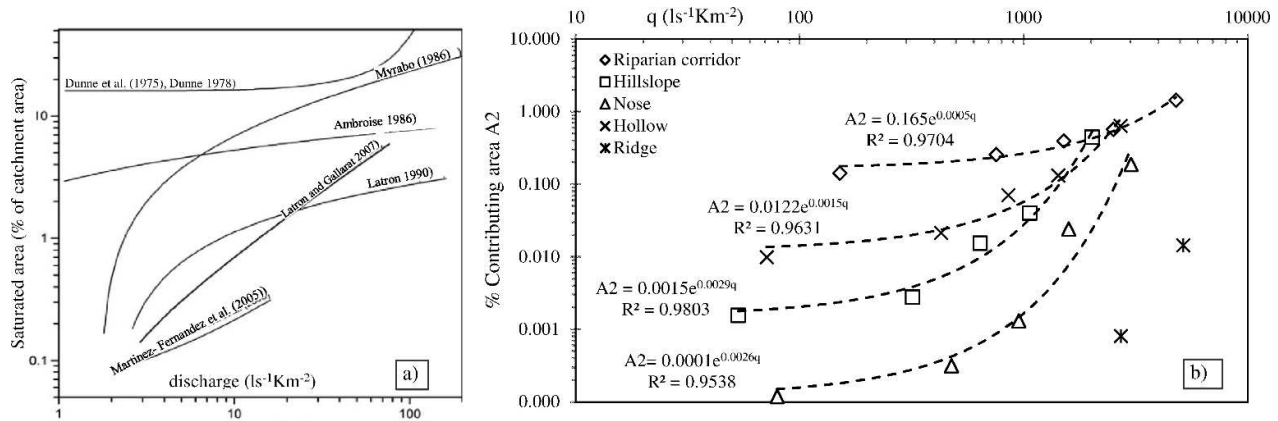 Saturated area (% of catchment area)
10
1
0.1
Dunne et al. (1975), Dunne 1978)
Myrabo (1986)
Ambroise 1986)
Latron and Gallarat 2007)
Latron 1990)
Martinez- Fernandez et al. (2005))
discharge (ls-1Km-2)
a)
1
10
100
10
q (ls-1Km-2)
100
1000
10000
% Contributing area A2
10.000
1.000
0.100
0.010
0.001
0.000
Riparian corridor
Hillslope
Nose
Hollow
Ridge
A2 = 0.165e0.0005q
R² = 0.9704
A2 = 0.0122e0.0015q
R² = 0.9631
A2 = 0.0015e0.0029q
R² = 0.9803
A2= 0.0001e0.0026q
R² = 0.9538
b)